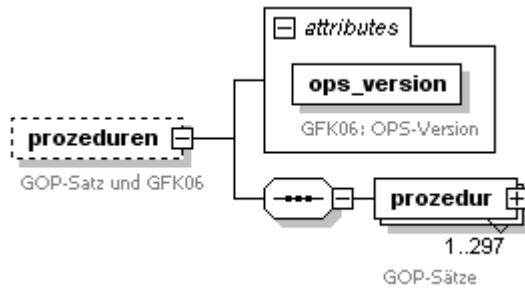 attributes
ops_version
GFK06: OPS-Version
prozeduren
GOP-Satz und GFK06
prozedur
1..297
GOP-Sätze